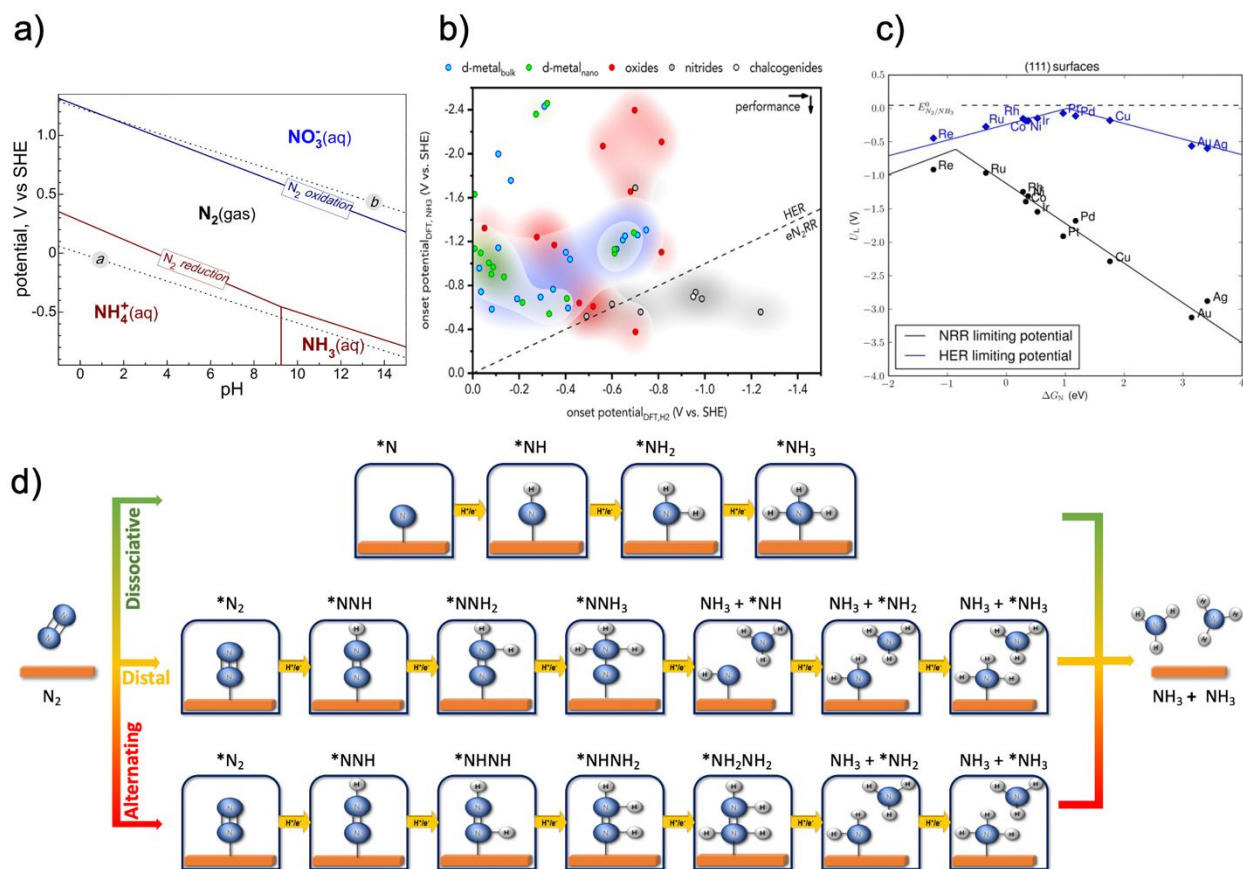 a)
potential, V vs SHE
1.0
0.5
0
-0.5
NO3-(aq)
N2 oxidation
b
N2(gas)
a
N2 reduction
NH4+(aq)
NH3(aq)
0 2 4 6 8 10 12 14
pH
b)
d-metalbulk d-metalnano oxides nitrides chalcogenides
onset potentialDFT, NH3 (V vs. SHE)
-2.4
-2.0
-1.6
-1.2
-0.8
-0.4
0.0
performance
HER
eN2RR
0.0 -0.2 -0.4 -0.6 -0.8 -1.0 -1.2 -1.4
onset potentialDFT,H2 (V vs. SHE)
c)
(111) surfaces
UL (V)
0.5
0.0
-0.5
-1.0
-1.5
-2.0
-2.5
-3.0
-3.5
-4.0
E0N2/NH3
Re Ru Rh Co Ni Ir Pt Pd Cu Au Ag
Re Ru Rh Co Ir Pd Pt Cu Ag Au
NRR limiting potential
HER limiting potential
-2 -1 0 1 2 3 4
ΔGN (eV)
d)
Dissociative
Distal
Alternating
N2
*N *NH *NH2 *NH3
N H+/e- H N H+/e- H N H H+/e- H H N H
*N2 *NNH *NNH2 *NNH3 NH3 + *NH NH3 + *NH2 NH3 + *NH3
H+/e- H+/e- H+/e- H+/e- H+/e- H+/e-
*N2 *NNH *NHNH *NHNH2 *NH2NH2 NH3 + *NH2 NH3 + *NH3
H+/e- H+/e- H+/e- H+/e- H+/e- H+/e-
NH3 + NH3